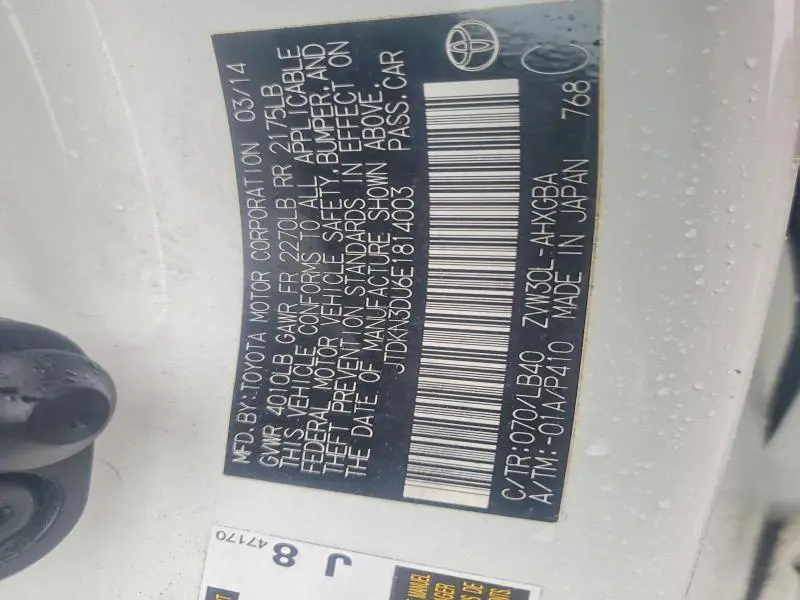 MFD. BY: TOYOTA MOTOR CORPORATION 03/14
GVWR 4010LB GAWR FR 2270LB RR 2175LB
THIS VEHICLE CONFORMS TO ALL APPLICABLE
FEDERAL MOTOR VEHICLE SAFETY, BUMPER, AND
THEFT PREVENTION STANDARDS IN EFFECT ON
THE DATE OF MANUFACTURE SHOWN ABOVE.
JTDKN3DU6E1814003 PASS. CAR
C/TR: 070/LB40 ZVW30L-AHXGBA
A/TM: -01A/P410 MADE IN JAPAN 768
C
J 8
47170
MANUEL